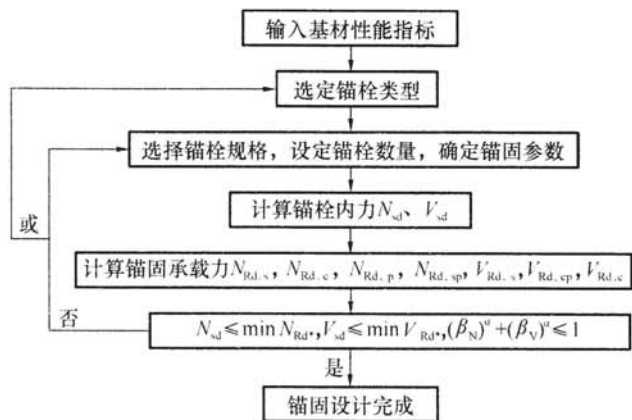 输入基材性能指标
选定锚栓类型
选择锚栓规格，设定锚栓数量，确定锚固参数
或
计算锚栓内力N_sd、V_sd
计算锚固承载力N_Rd,s，N_Rd,c，N_Rd,p，N_Rd,sp，V_Rd,s，V_Rd,cp，V_Rd,c
否
N_sd≤min N_Rd*,V_sd≤min V_Rd*,(β_N)^α+(β_V)^α≤1
是
锚固设计完成